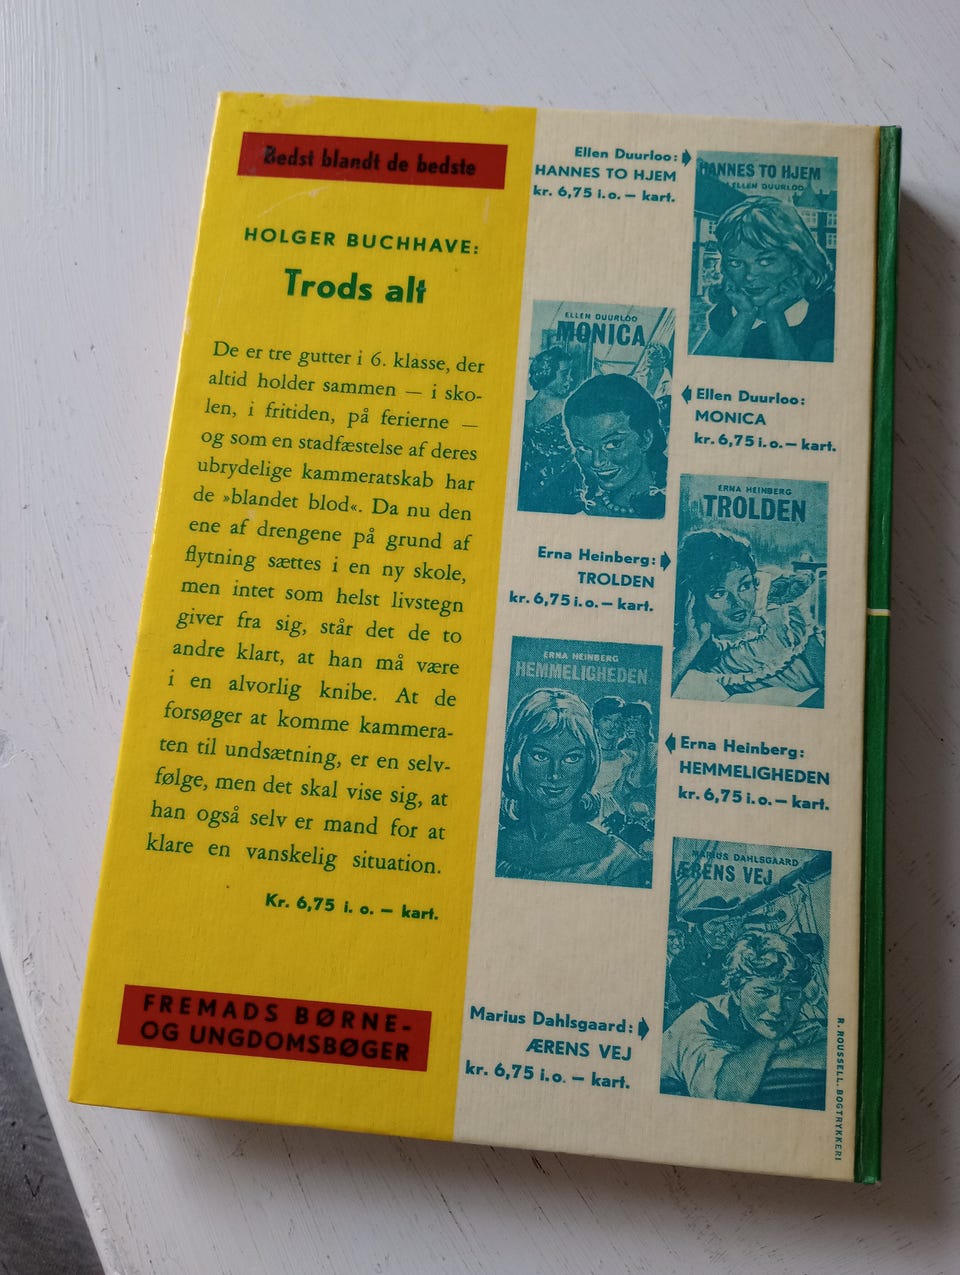 Bedst blandt de bedste
HOLGER BUCHHAVE:
Trods alt
De er tre gutter i 6. klasse, der
altid holder sammen — i sko-
len, i fritiden, på ferierne —
og som en stadfæstelse af deres
ubrydelige kammeratskab har
de »blandet blod«. Da nu den
ene af drengene på grund af
flytning sættes i en ny skole,
men intet som helst livstegn
giver fra sig, står det de to
andre klart, at han må være
i en alvorlig knibe. At de
forsøger at komme kammera-
ten til undsætning, er en selv-
følge, men det skal vise sig, at
han også selv er mand for at
klare en vanskelig situation.
Kr. 6,75 i. o. — kart.
FREMADS BØRNE-
OG UNGDOMSBØGER
Ellen Duurloo:
HANNES TO HJEM
kr. 6,75 i. o. — kart.
HANNES TO HJEM
ELLEN DUURLOO
ELLEN DUURLOO
MONICA
Ellen Duurloo:
MONICA
kr. 6,75 i. o. — kart.
ERNA HEINBERG
TROLDEN
Erna Heinberg:
TROLDEN
kr. 6,75 i. o. — kart.
ERNA HEINBERG
HEMMELIGHEDEN
Erna Heinberg:
HEMMELIGHEDEN
kr. 6,75 i. o. — kart.
MARIUS DAHLSGAARD
ÆRENS VEJ
Marius Dahlsgaard:
ÆRENS VEJ
kr. 6,75 i. o. — kart.
R. ROUSSELL. BOGTRYKKERI